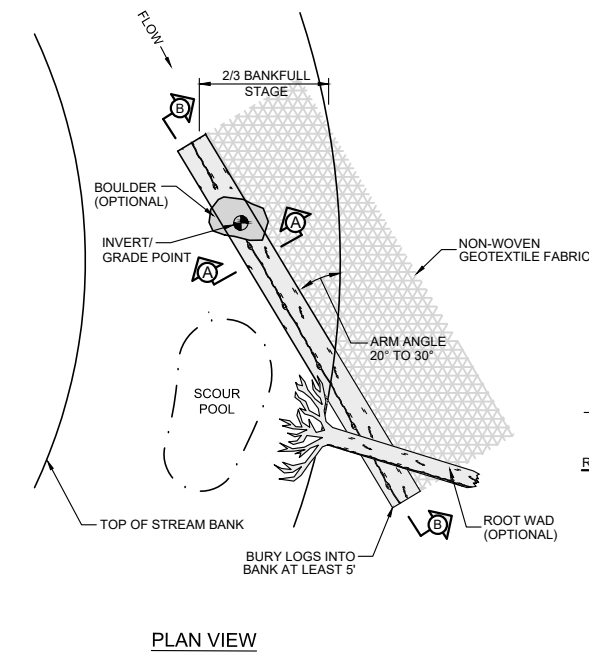 FLOW
2/3 BANKFULL
STAGE
B
BOULDER
(OPTIONAL)
A
INVERT/
GRADE POINT
A
NON-WOVEN
GEOTEXTILE FABRIC
ARM ANGLE
20° TO 30°
SCOUR
POOL
R
TOP OF STREAM BANK
B
ROOT WAD
(OPTIONAL)
BURY LOGS INTO
BANK AT LEAST 5'
PLAN VIEW